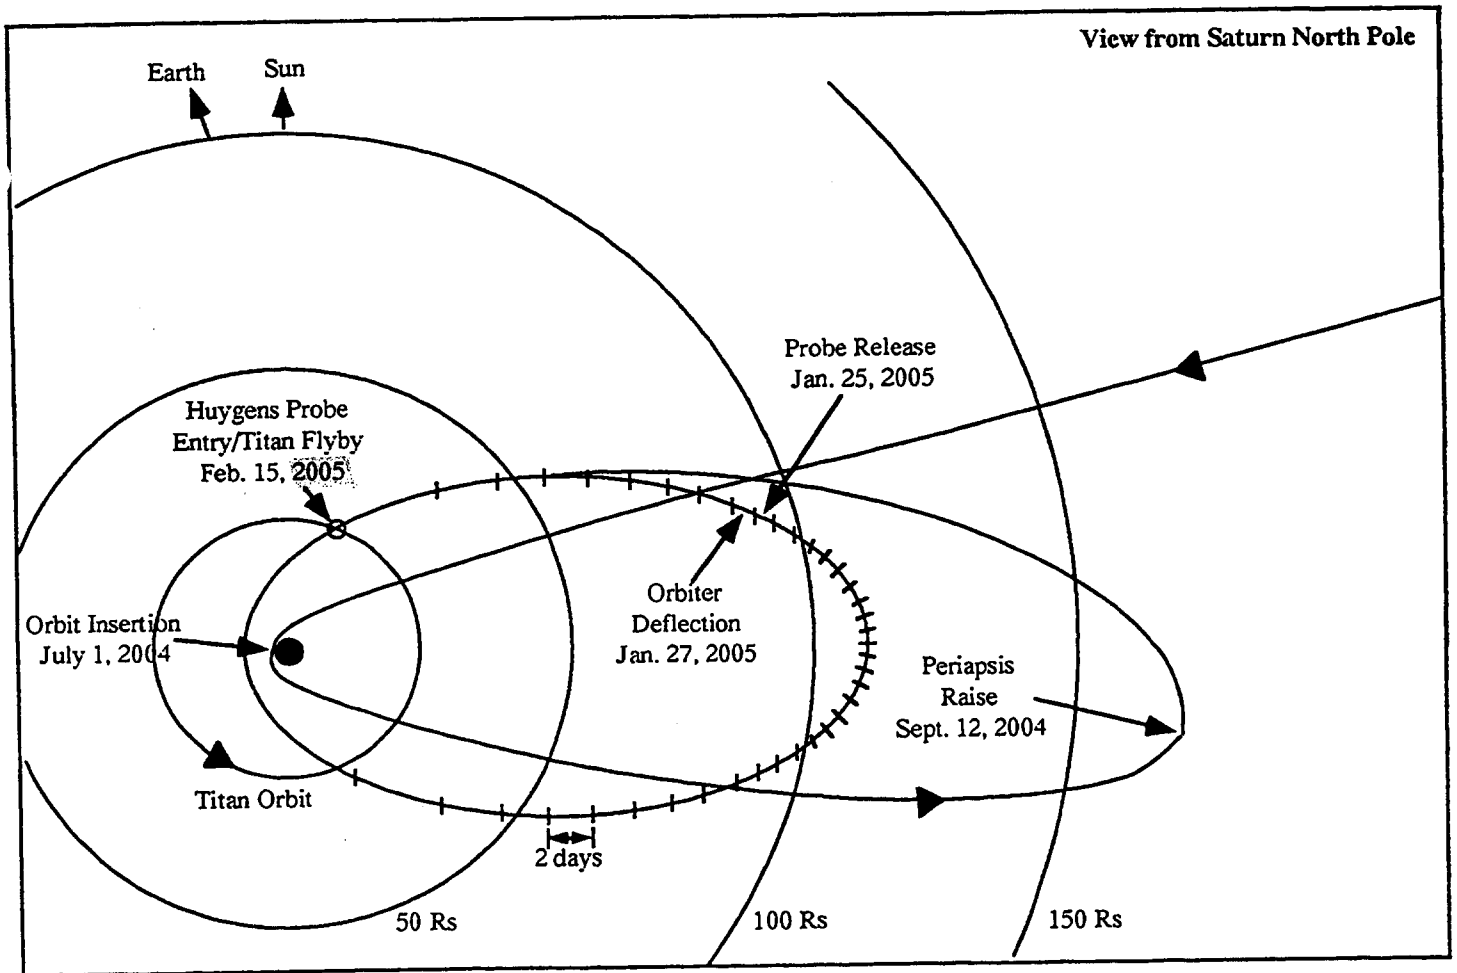 View from Saturn North Pole
Earth
Sun
Probe Release
Jan. 25, 2005
Huygens Probe
Entry/Titan Flyby
Feb. 15, 2005
Orbiter
Deflection
Jan. 27, 2005
Orbit Insertion
July 1, 2004
Periapsis
Raise
Sept. 12, 2004
Titan Orbit
2 days
50 Rs
100 Rs
150 Rs